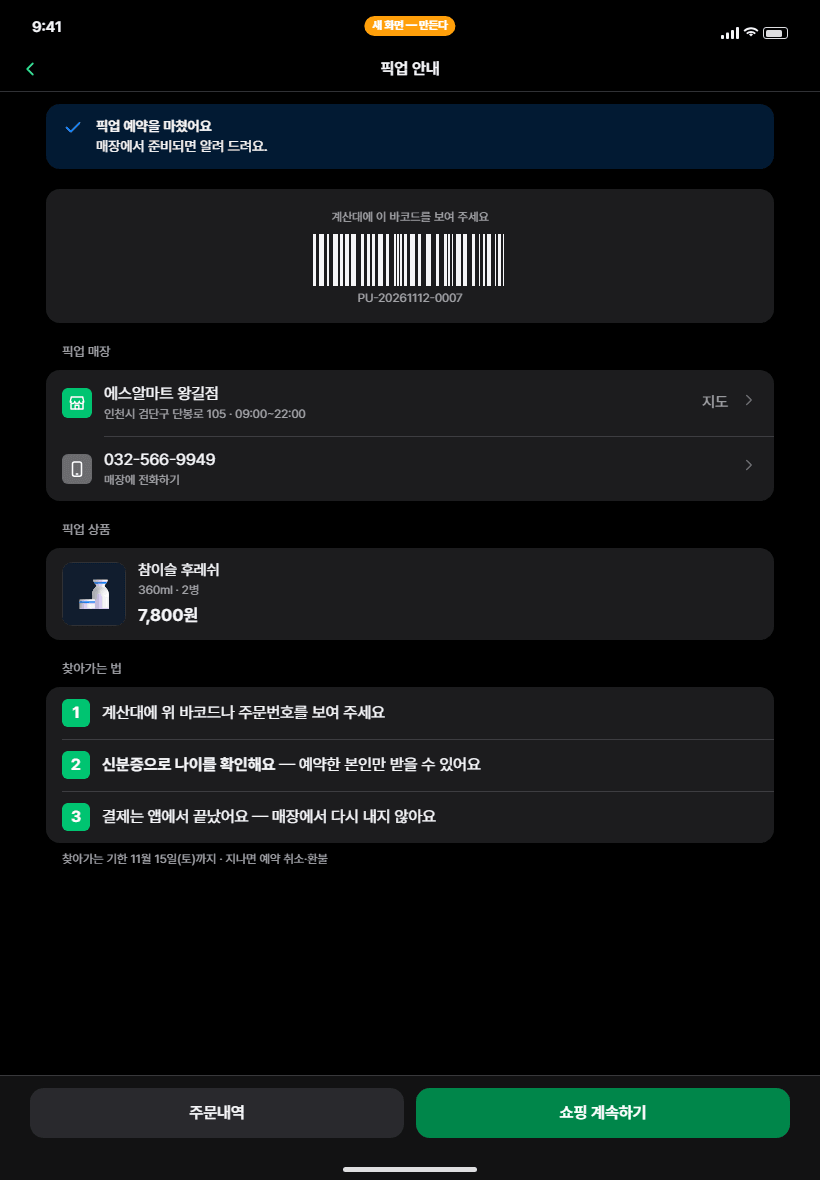 9:41
새 화면 — 만든다
픽업 안내
픽업 예약을 마쳤어요
매장에서 준비되면 알려 드려요.
계산대에 이 바코드를 보여 주세요
PU-20261112-0007
픽업 매장
에스알마트 왕길점
인천시 검단구 단봉로 105 · 09:00~22:00
지도
032-566-9949
매장에 전화하기
픽업 상품
참이슬 후레쉬
360ml · 2병
7,800원
찾아가는 법
1 계산대에 위 바코드나 주문번호를 보여 주세요
2 신분증으로 나이를 확인해요 — 예약한 본인만 받을 수 있어요
3 결제는 앱에서 끝났어요 — 매장에서 다시 내지 않아요
찾아가는 기한 11월 15일(토)까지 · 지나면 예약 취소·환불
주문내역
쇼핑 계속하기